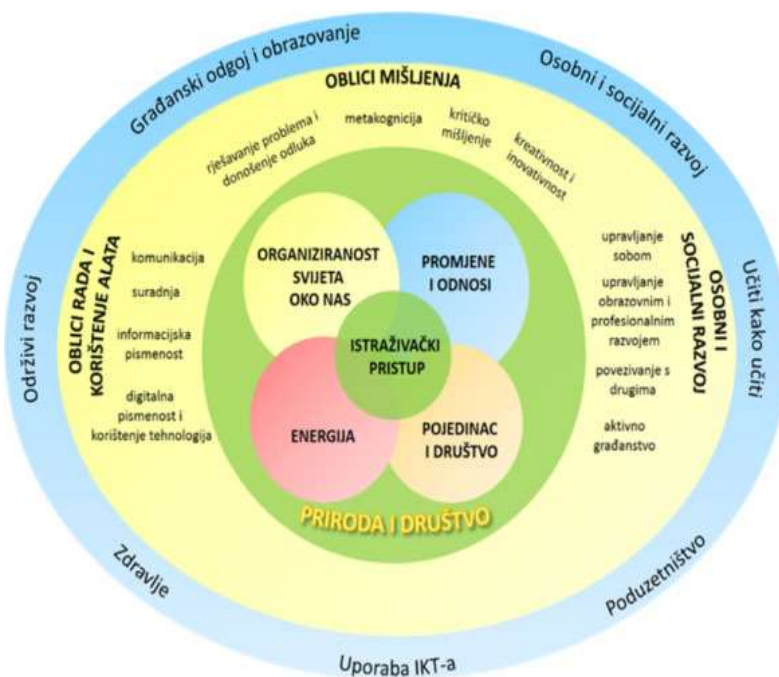 Građanski odgoj i obrazovanje
Osobni i socijalni razvoj
Učiti kako učiti
Poduzetništvo
Uporaba IKT-a
Zdravlje
Održivi razvoj
OBLICI MIŠLJENJA
rješavanje problema i
donošenje odluka
metakognicija
kritičko
mišljenje
kreativnost i
inovativnost
OBLICI RADA I
KORIŠTENJE ALATA
komunikacija
suradnja
informacijska
pismenost
digitalna
pismenost i
korištenje tehnologija
OSOBNI I
SOCIJALNI RAZVOJ
upravljanje
sobom
upravljanje
obrazovnim i
profesionalnim
razvojem
povezivanje s
drugima
aktivno
građanstvo
ORGANIZIRANOST
SVIJETA
OKO NAS
PROMJENE
I ODNOSI
ISTRAŽIVAČKI
PRISTUP
ENERGIJA
POJEDINAC
I DRUŠTVO
PRIRODA I DRUŠTVO